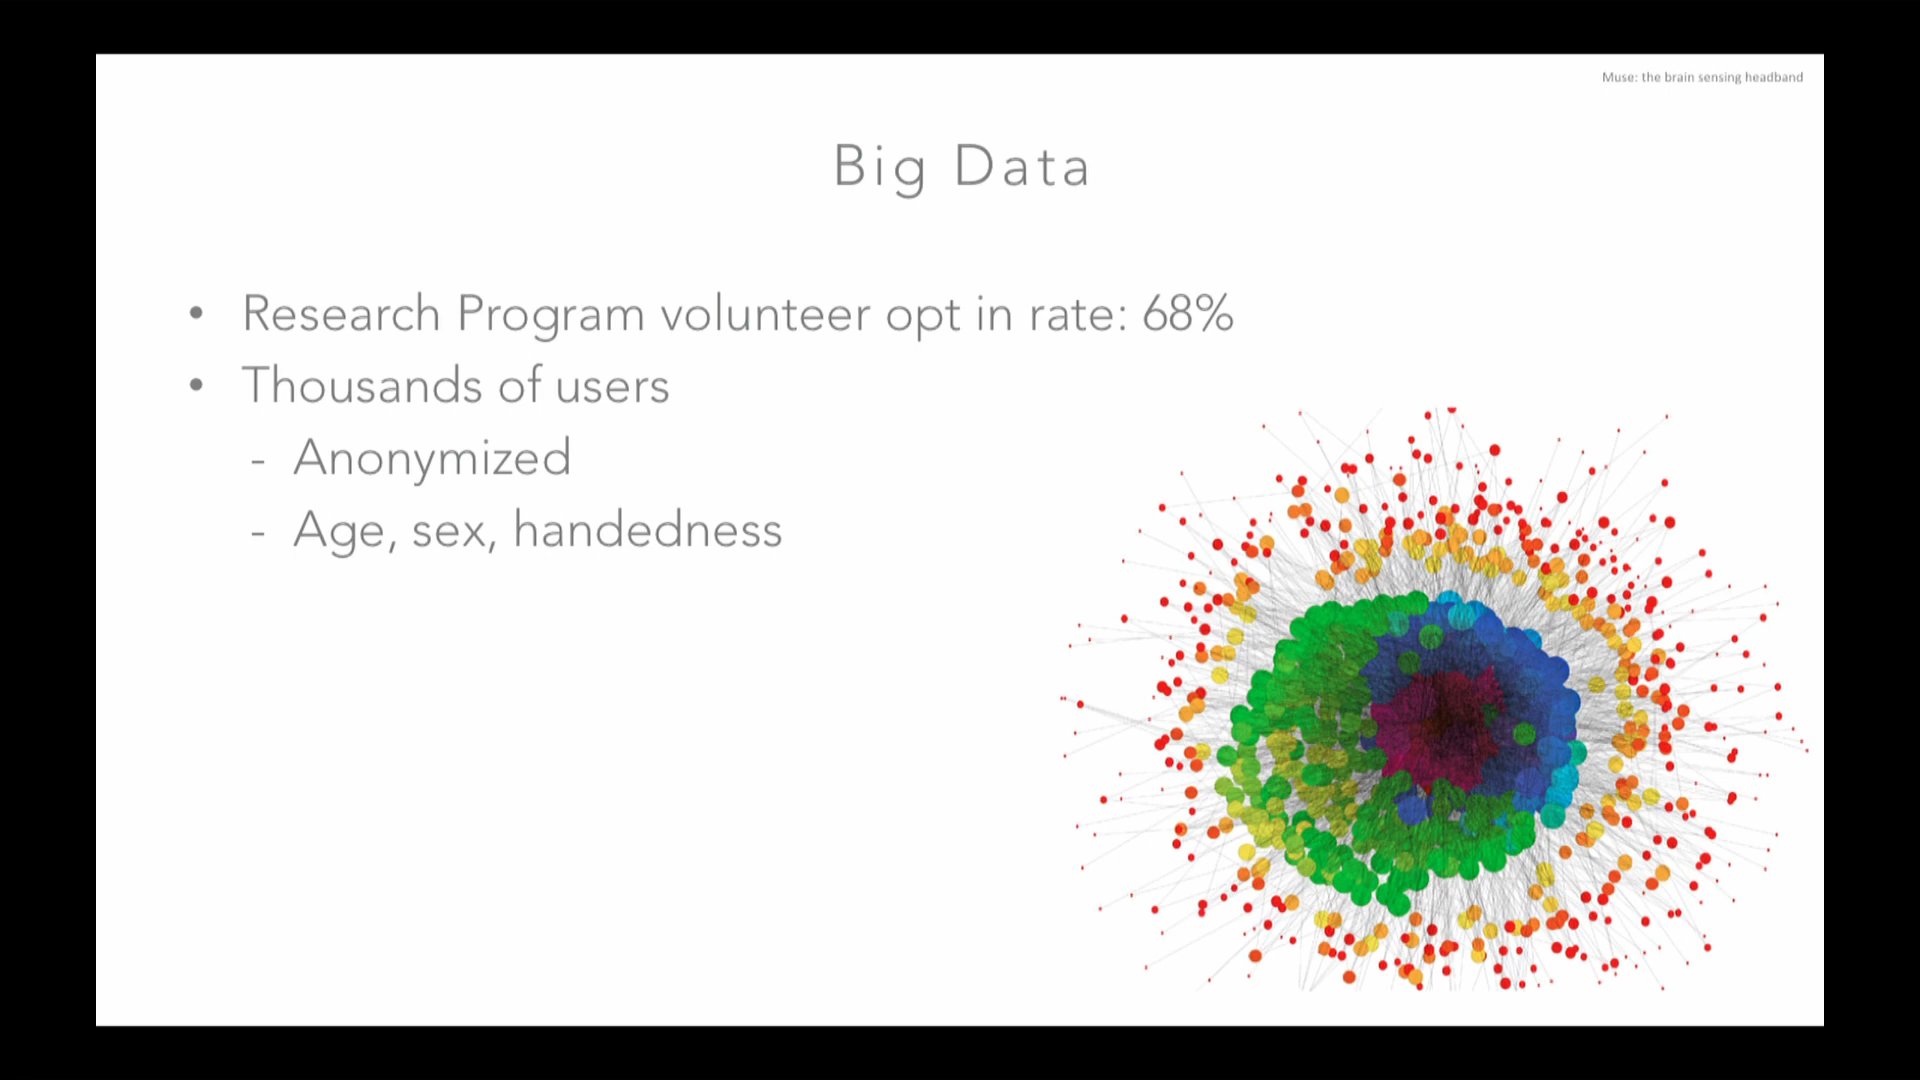 Muse: the brain sensing headband
Big Data
• Research Program volunteer opt in rate: 68%
• Thousands of users
- Anonymized
- Age, sex, handedness